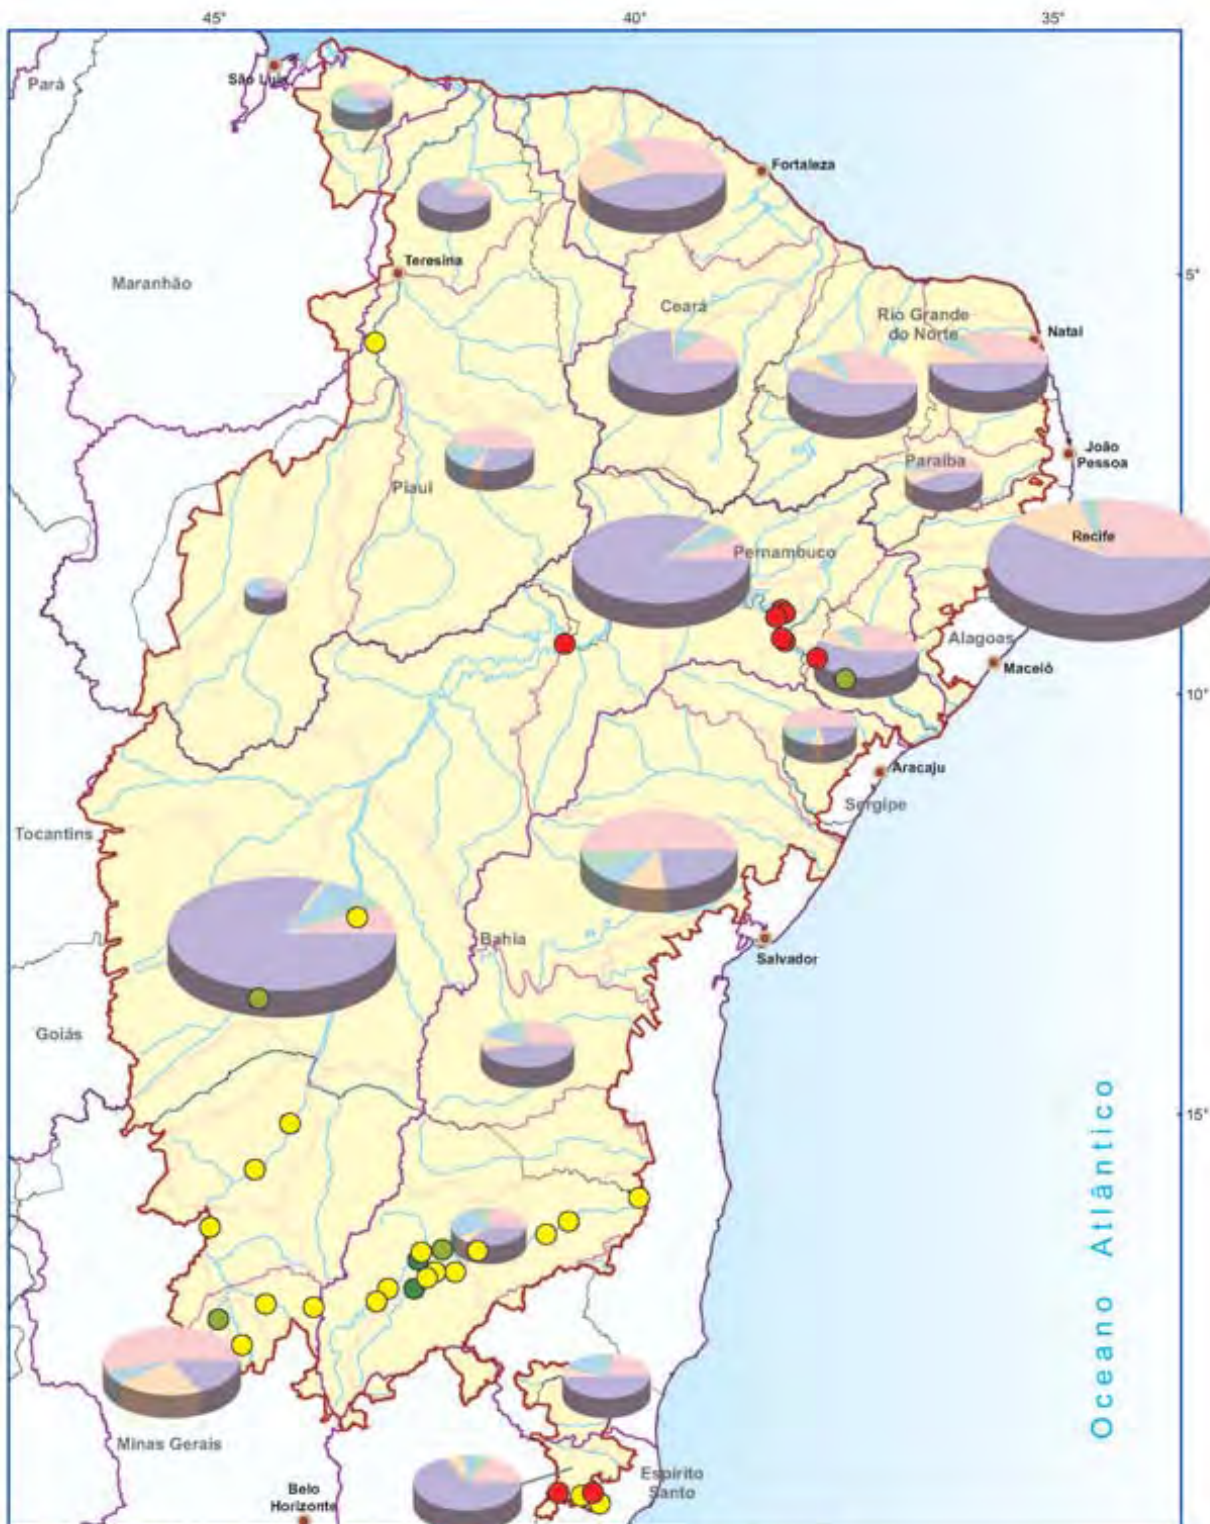 45°
40°
35°
Pará
São Luis
Fortaleza
Teresina
5°
Maranhão
Ceará
Rio Grande
do Norte
Natal
João
Pessoa
Paraíba
Piauí
Recife
Pernambuco
Alagoas
Maceió
10°
Aracaju
Sergipe
Tocantins
Bahia
Salvador
Goiás
15°
Oceano Atlântico
Minas Gerais
Espírito
Santo
Belo
Horizonte